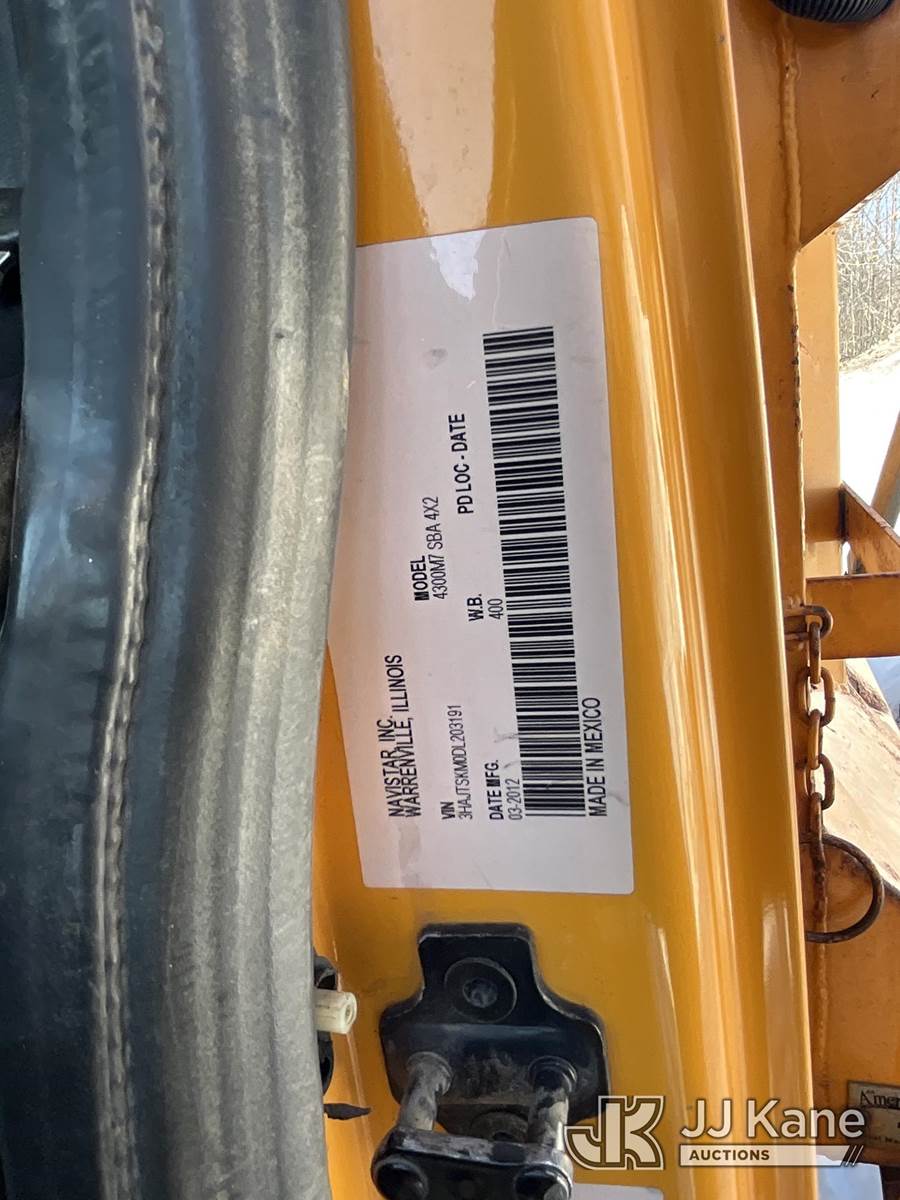 NAVISTAR, INC.
WARRENVILLE, ILLINOIS
MODEL
4300M7 SBA 4X2
VIN
3HAJTSKM0DL203191
W.B.
400
PD LOC - DATE
DATE MFG.
03-2012
MADE IN MEXICO
JK
JJ Kane
AUCTIONS